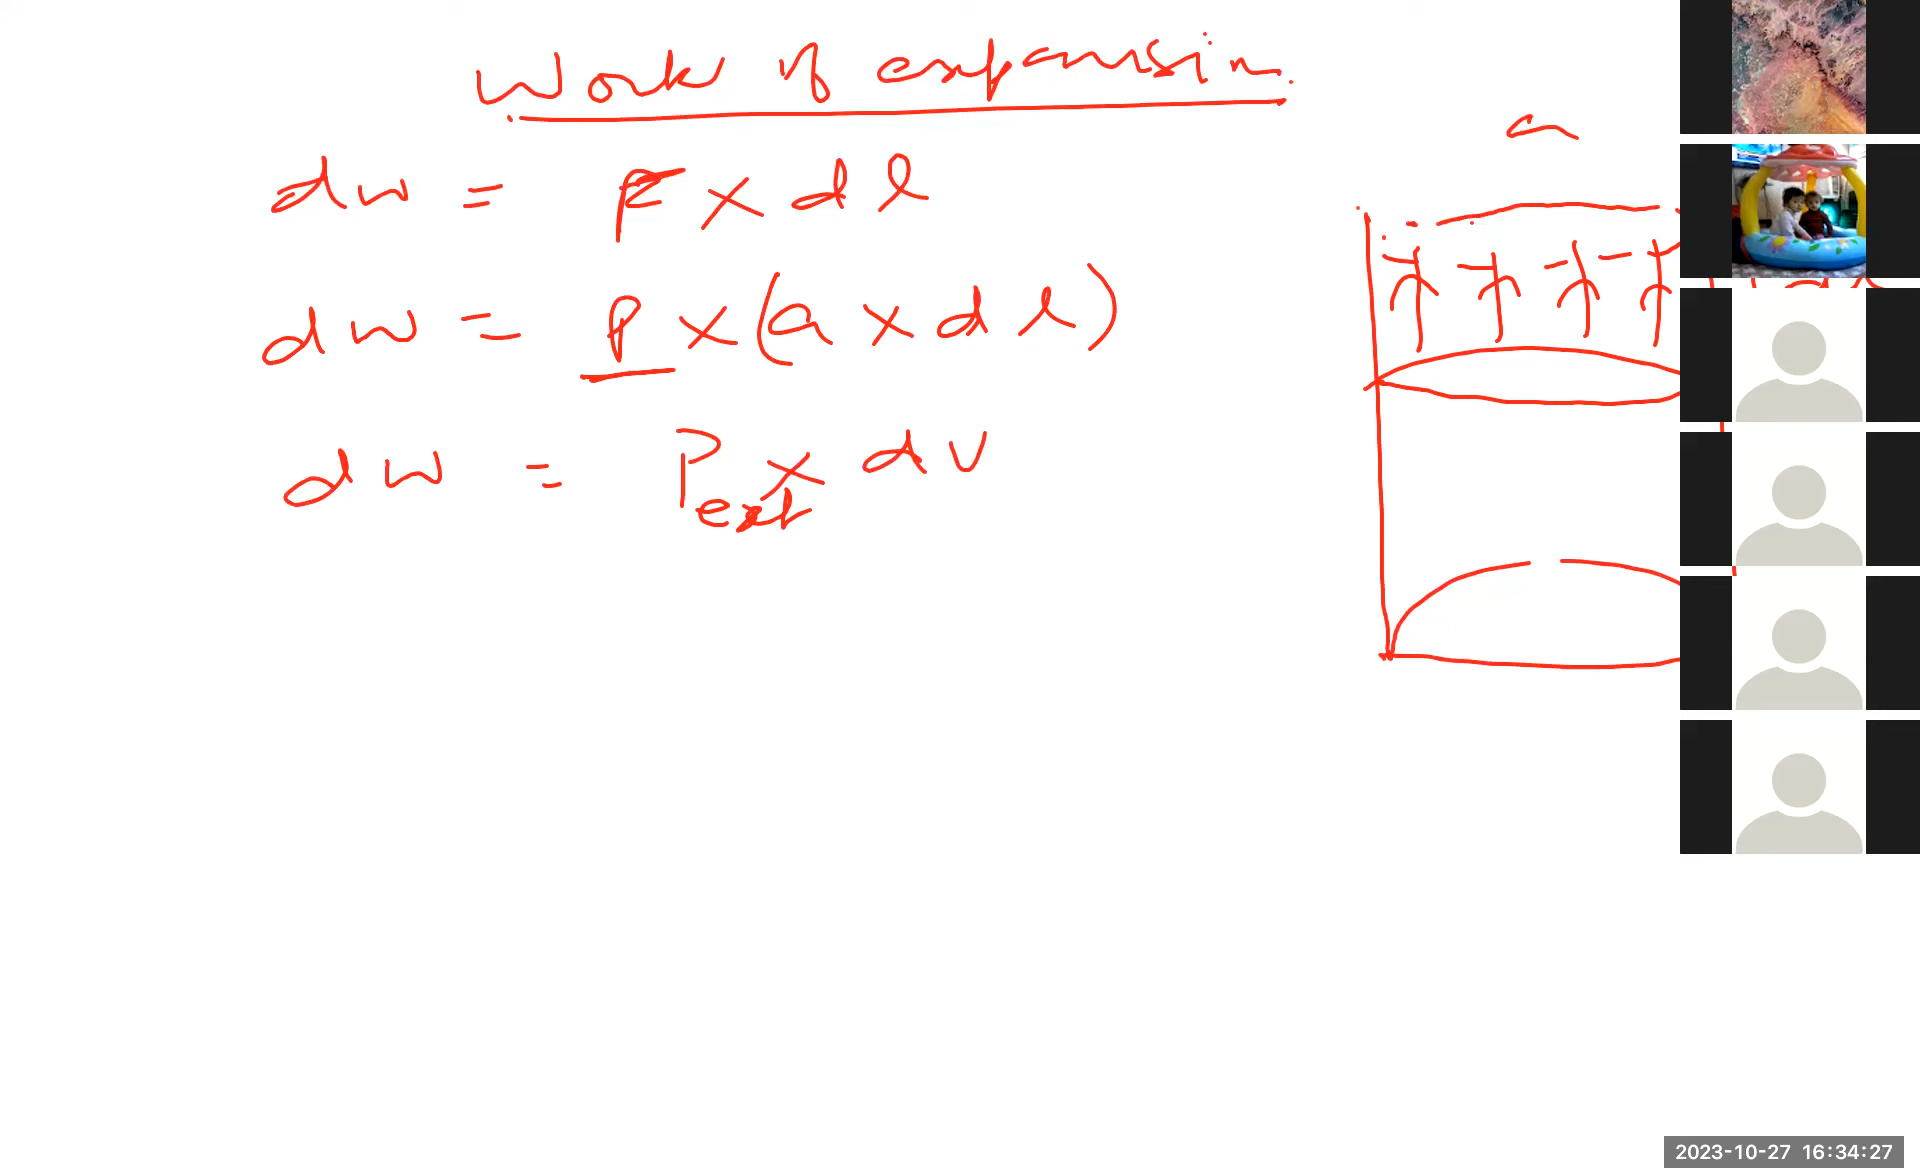 Work of expansion
a
dw = F × dl
dw = P × (a × dl)
dw = Pext × dv
2023-10-27 16:34:27